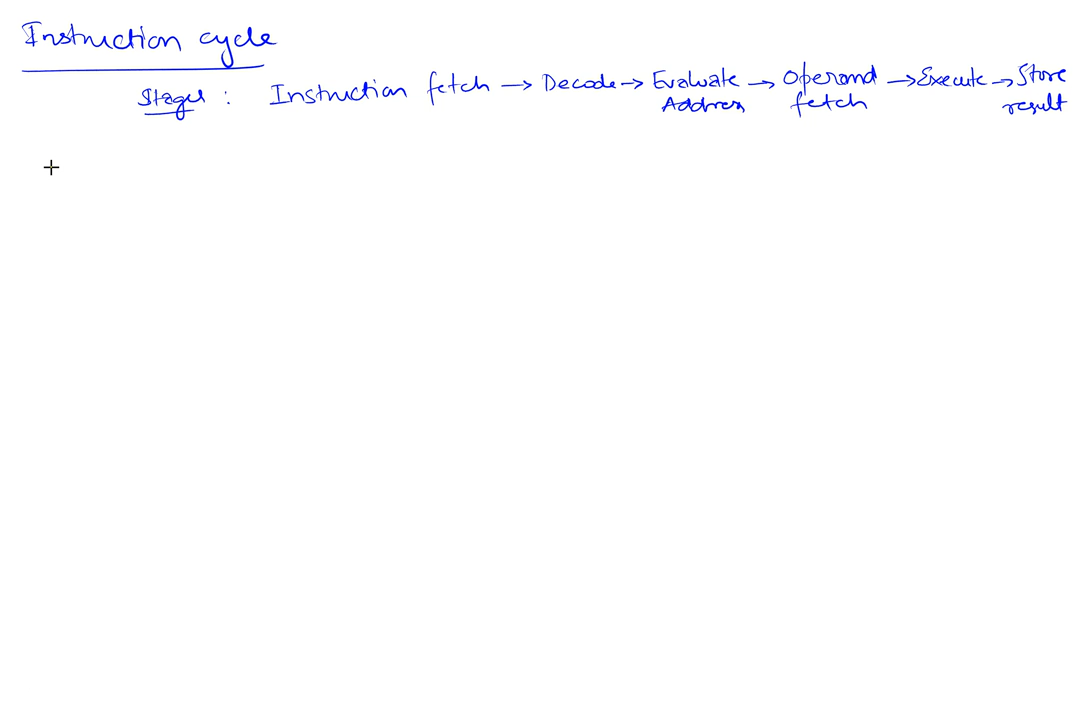 Instruction cycle
Stages : Instruction fetch → Decode → Evaluate Address → Operand fetch → Execute → Store result